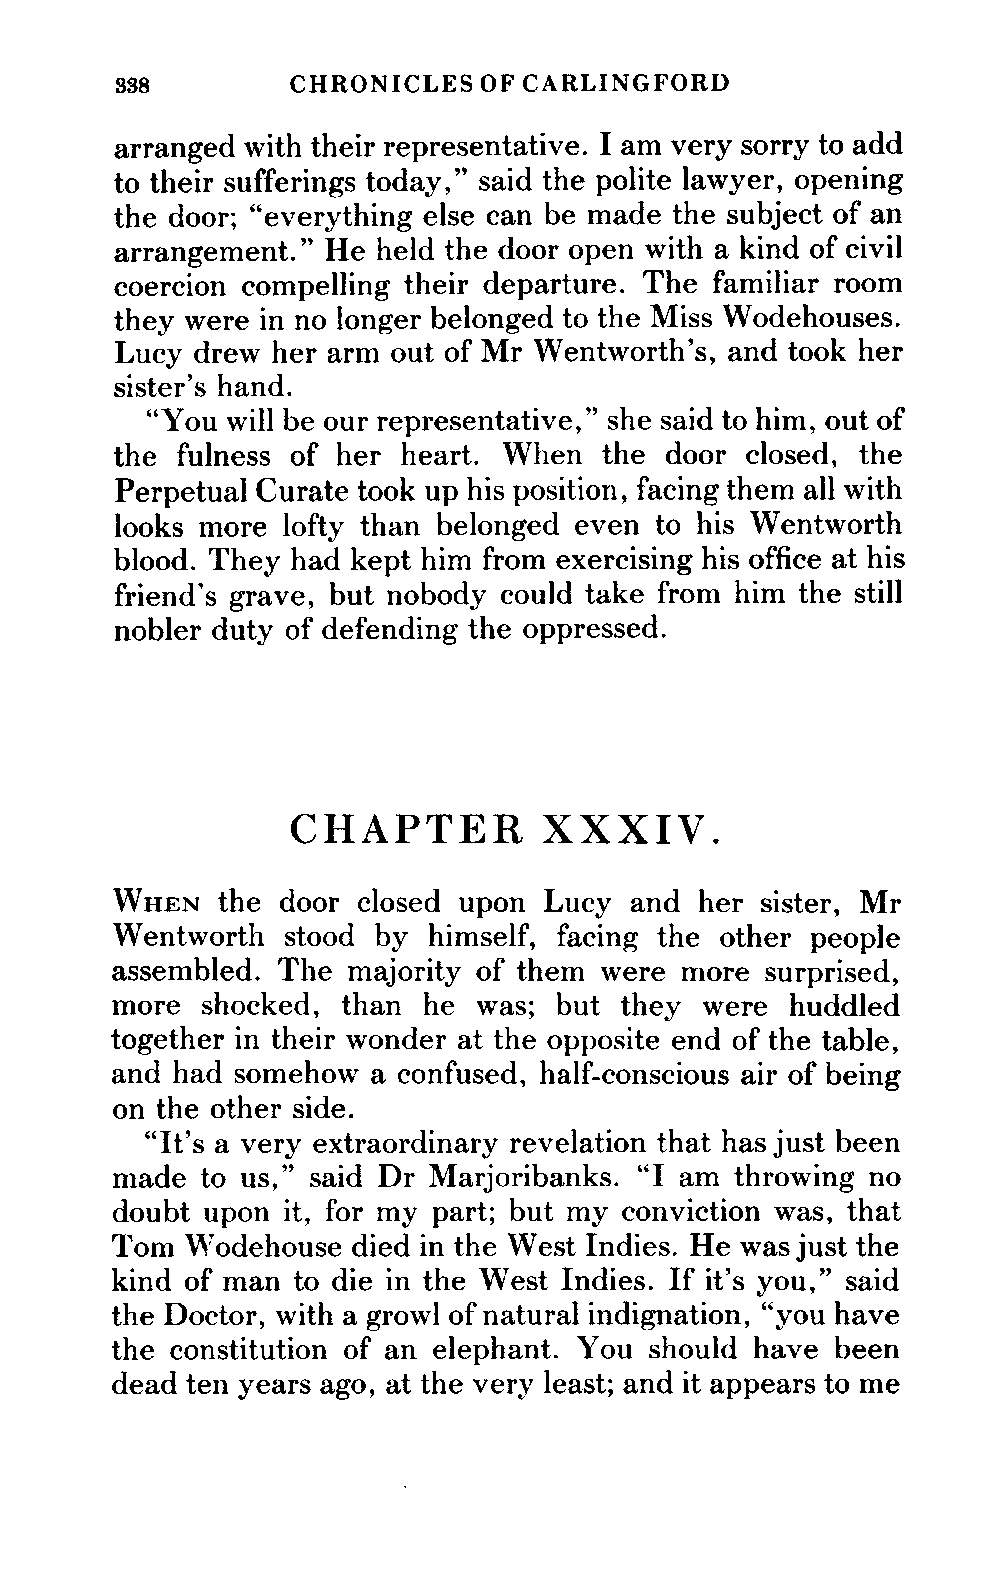 338 CHRONICLES OF CARLINGFORD
arranged with their representative. I am very sorry to add
to their sufferings today,” said the polite lawyer, opening
the door; “everything else can be made the subject of an
arrangement.” He held the door open with a kind of civil
coercion compelling their departure. The familiar room
they were in no longer belonged to the Miss Wodehouses.
Lucy drew her arm out of Mr Wentworth’s, and took her
sister’s hand.
“You will be our representative,” she said to him, out of
the fulness of her heart. When the door closed, the
Perpetual Curate took up his position, facing them all with
looks more lofty than belonged even to his Wentworth
blood. They had kept him from exercising his office at his
friend’s grave, but nobody could take from him the still
nobler duty of defending the oppressed.
CHAPTER XXXIV.
WHEN the door closed upon Lucy and her sister, Mr
Wentworth stood by himself, facing the other people
assembled. The majority of them were more surprised,
more shocked, than he was; but they were huddled
together in their wonder at the opposite end of the table,
and had somehow a confused, half-conscious air of being
on the other side.
“It’s a very extraordinary revelation that has just been
made to us,” said Dr Marjoribanks. “I am throwing no
doubt upon it, for my part; but my conviction was, that
Tom Wodehouse died in the West Indies. He was just the
kind of man to die in the West Indies. If it’s you,” said
the Doctor, with a growl of natural indignation, “you have
the constitution of an elephant. You should have been
dead ten years ago, at the very least; and it appears to me